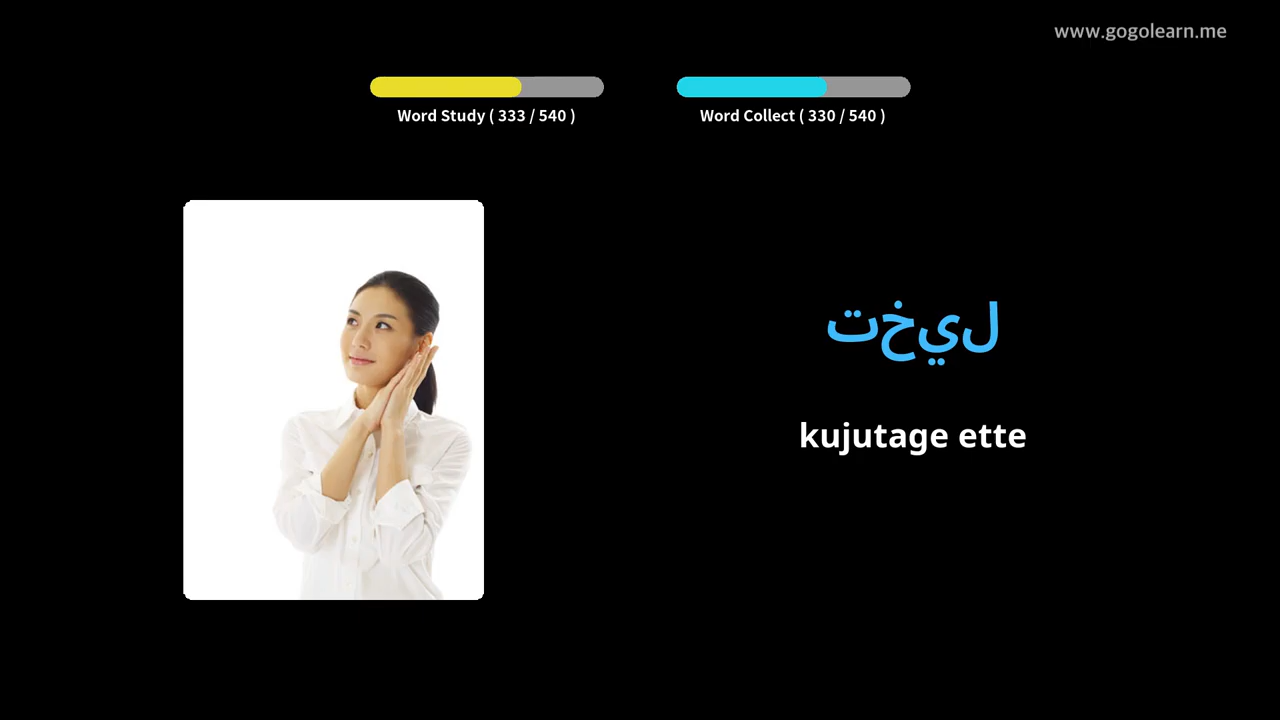 www.gogolearn.me
Word Study ( 333 / 540 )
Word Collect ( 330 / 540 )
تخيل
kujutage ette